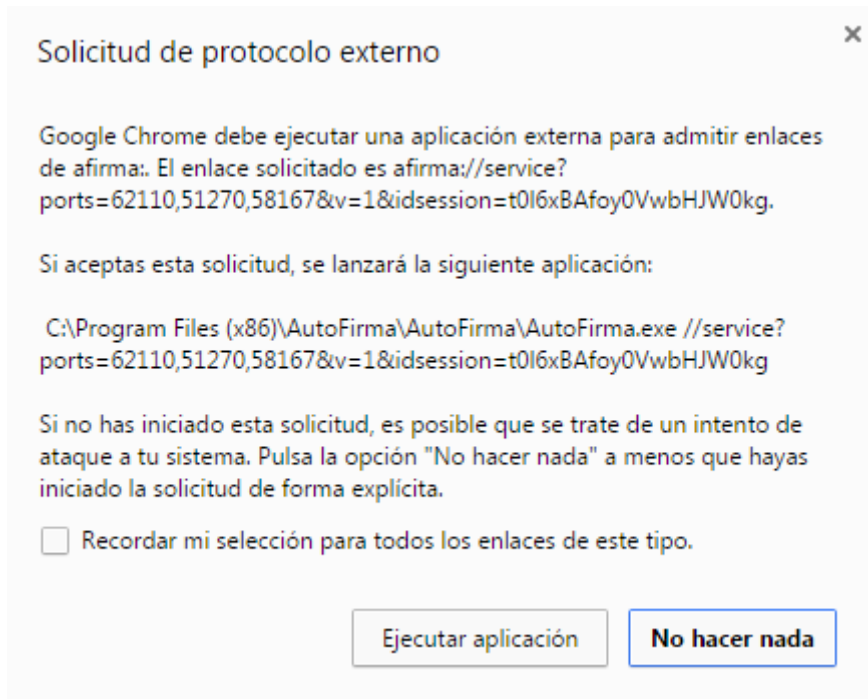 Solicitud de protocolo externo
Google Chrome debe ejecutar una aplicación externa para admitir enlaces
de afirma:. El enlace solicitado es afirma://service?
ports=62110,51270,58167&v=1&idsession=t0I6xBAfoy0VwbHJW0kg.
Si aceptas esta solicitud, se lanzará la siguiente aplicación:
C:\Program Files (x86)\AutoFirma\AutoFirma\AutoFirma.exe //service?
ports=62110,51270,58167&v=1&idsession=t0I6xBAfoy0VwbHJW0kg
Si no has iniciado esta solicitud, es posible que se trate de un intento de
ataque a tu sistema. Pulsa la opción "No hacer nada" a menos que hayas
iniciado la solicitud de forma explícita.
Recordar mi selección para todos los enlaces de este tipo.
Ejecutar aplicación
No hacer nada